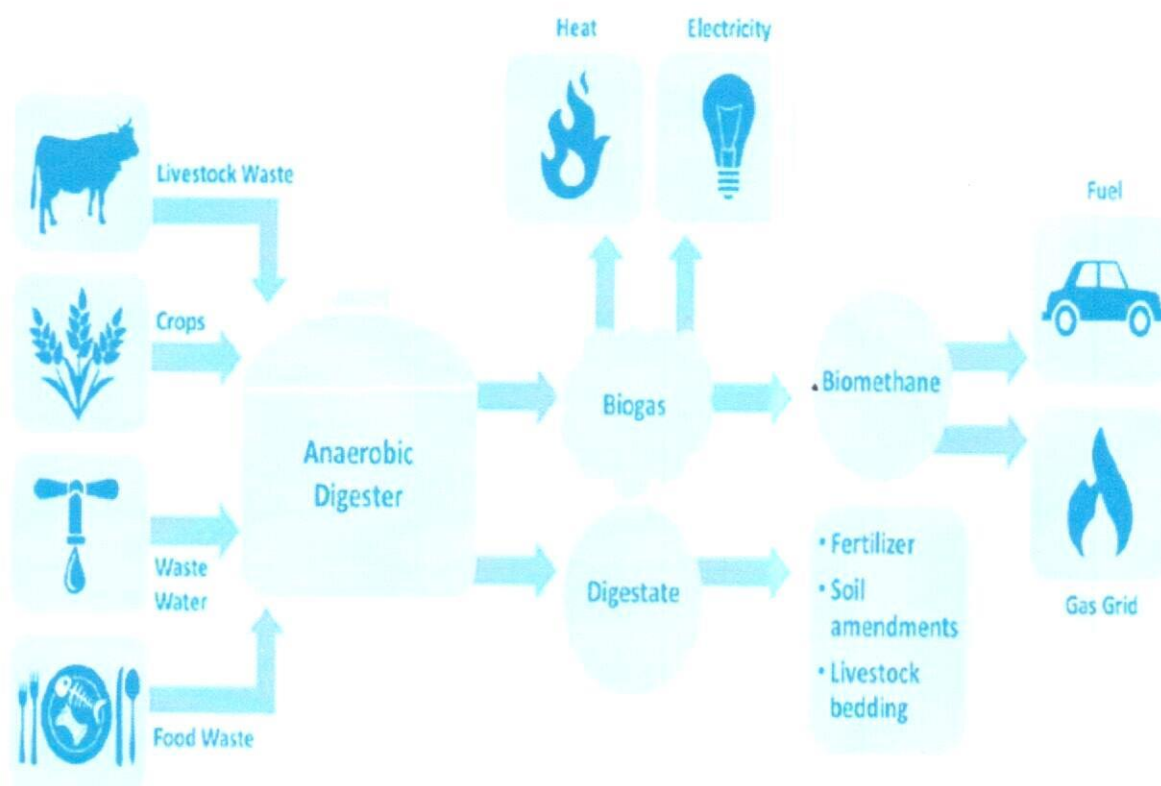 Heat
Electricity
Livestock Waste
Fuel
Crops
Biogas
Biomethane
Anaerobic
Digester
Waste
Water
Digestate
• Fertilizer
• Soil
amendments
• Livestock
bedding
Gas Grid
Food Waste